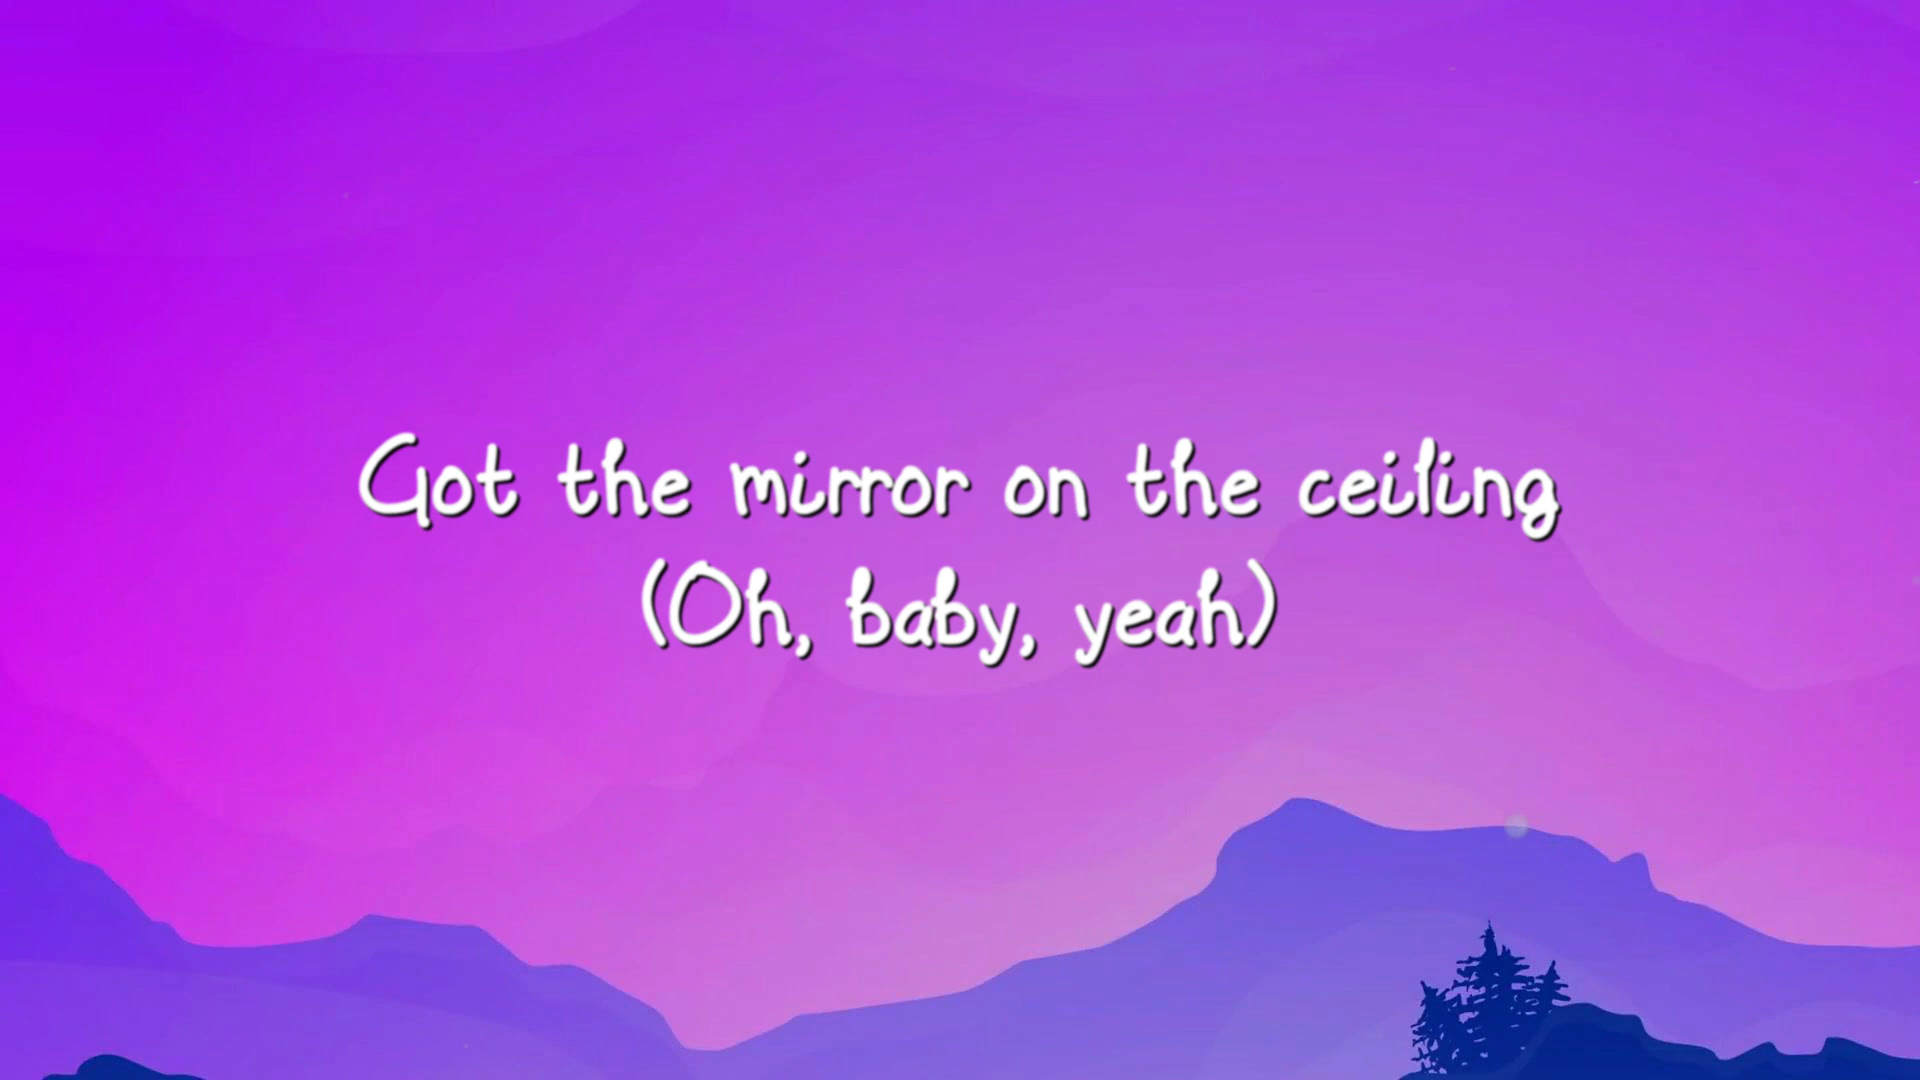 Got the mirror on the ceiling
(Oh, baby, yeah)